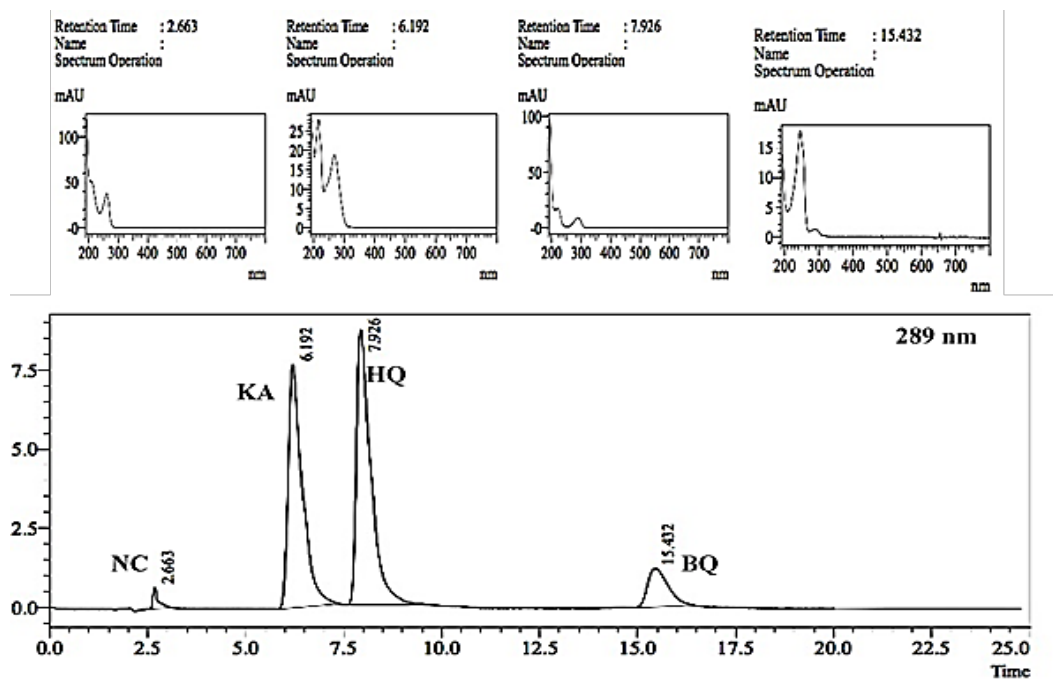 Retention Time : 2.663
Name :
Spectrum Operation
mAU
100
50
-0
200 300 400 500 600 700
nm
Retention Time : 6.192
Name :
Spectrum Operation
mAU
25
20
15
10
5
0
200 300 400 500 600 700
nm
Retention Time : 7.926
Name :
Spectrum Operation
mAU
100
50
-0
200 300 400 500 600 700
nm
Retention Time : 15.432
Name :
Spectrum Operation
mAU
15
10
5
0
200 300 400 500 600 700
nm
289 nm
7.5
5.0
2.5
0.0
NC 2.663
KA 6.192
HQ 7.926
BQ 15.432
0.0 2.5 5.0 7.5 10.0 12.5 15.0 17.5 20.0 22.5 25.0
Time